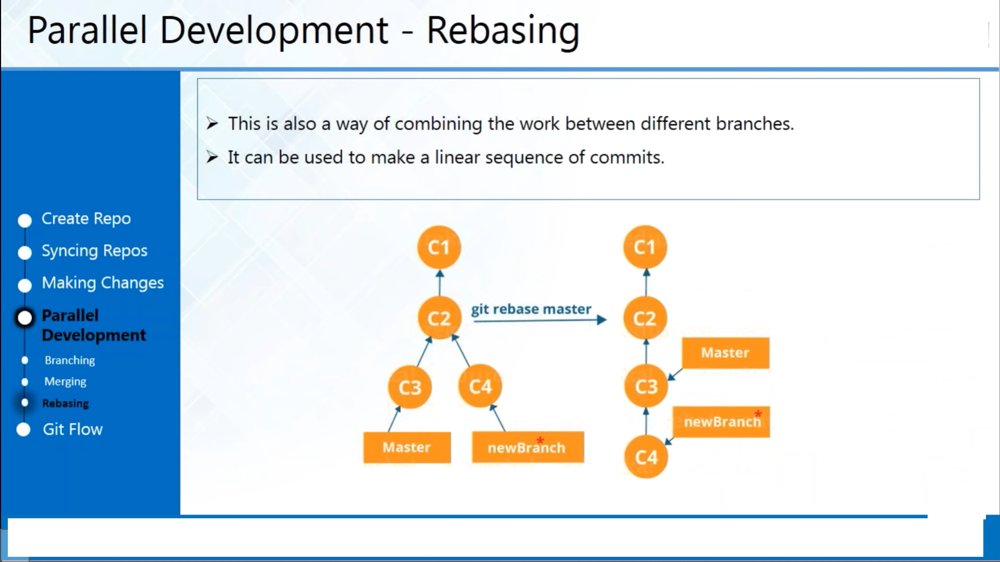 Parallel Development - Rebasing
➢ This is also a way of combining the work between different branches.
➢ It can be used to make a linear sequence of commits.
Create Repo
Syncing Repos
Making Changes
Parallel
Development
Branching
Merging
Rebasing
Git Flow
C1
C2
C3
C4
Master
newBranch*
git rebase master
C1
C2
Master
C3
newBranch*
C4